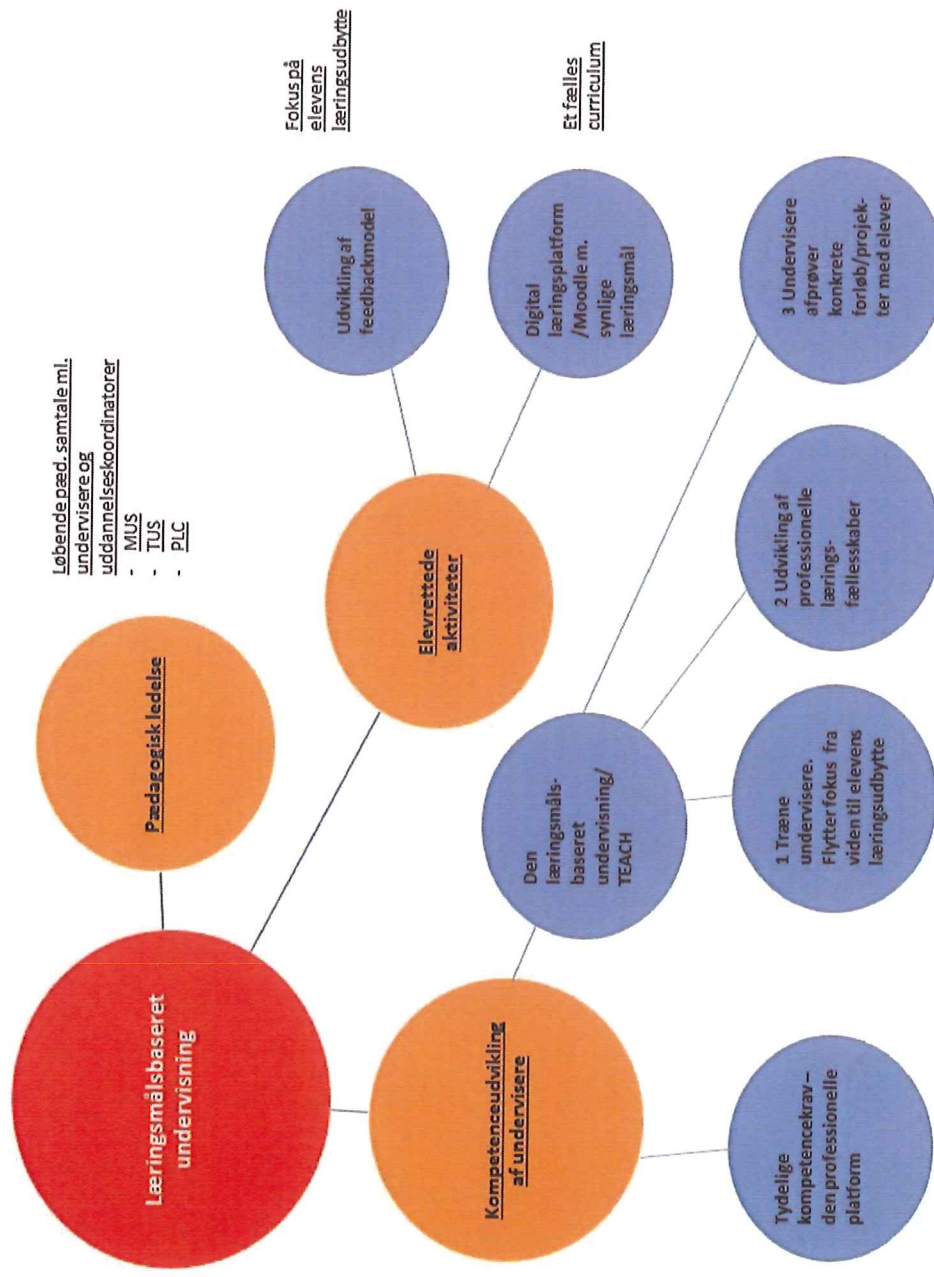 Læringsmålsbaseret
undervisning
Pædagogisk ledelse
Løbende pæd. samtale ml.
undervisere og
uddannelseskoordinatorer
- MUS
- TUS
- PLC
Elevrettede
aktiviteter
Udvikling af
feedbackmodel
Fokus på
elevens
læringsudbytte
Digital
læringsplatform
/Moodle m.
synlige
læringsmål
Et fælles
curriculum
Kompetenceudvikling
af undervisere
Den
læringsmåls-
baseret
undervisning/
TEACH
Tydelige
kompetencekrav –
den professionelle
platform
1 Træne
undervisere.
Flytter fokus fra
viden til elevens
læringsudbytte
2 Udvikling af
professionelle
lærings-
fællesskaber
3 Undervisere
afprøver
konkrete
forløb/projek-
ter med elever